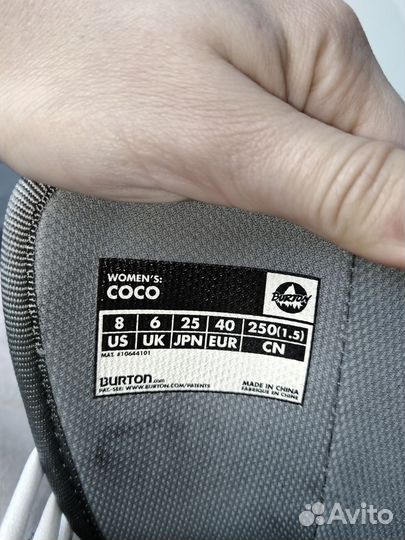 WOMEN'S:
COCO
BURTON
8 6 25 40 250(1.5)
US UK JPN EUR CN
MAT. #10644101
BURTON.com
PAT.-SEE: WWW.BURTON.COM/PATENTS
MADE IN CHINA
FABRIQUE EN CHINE
Avito